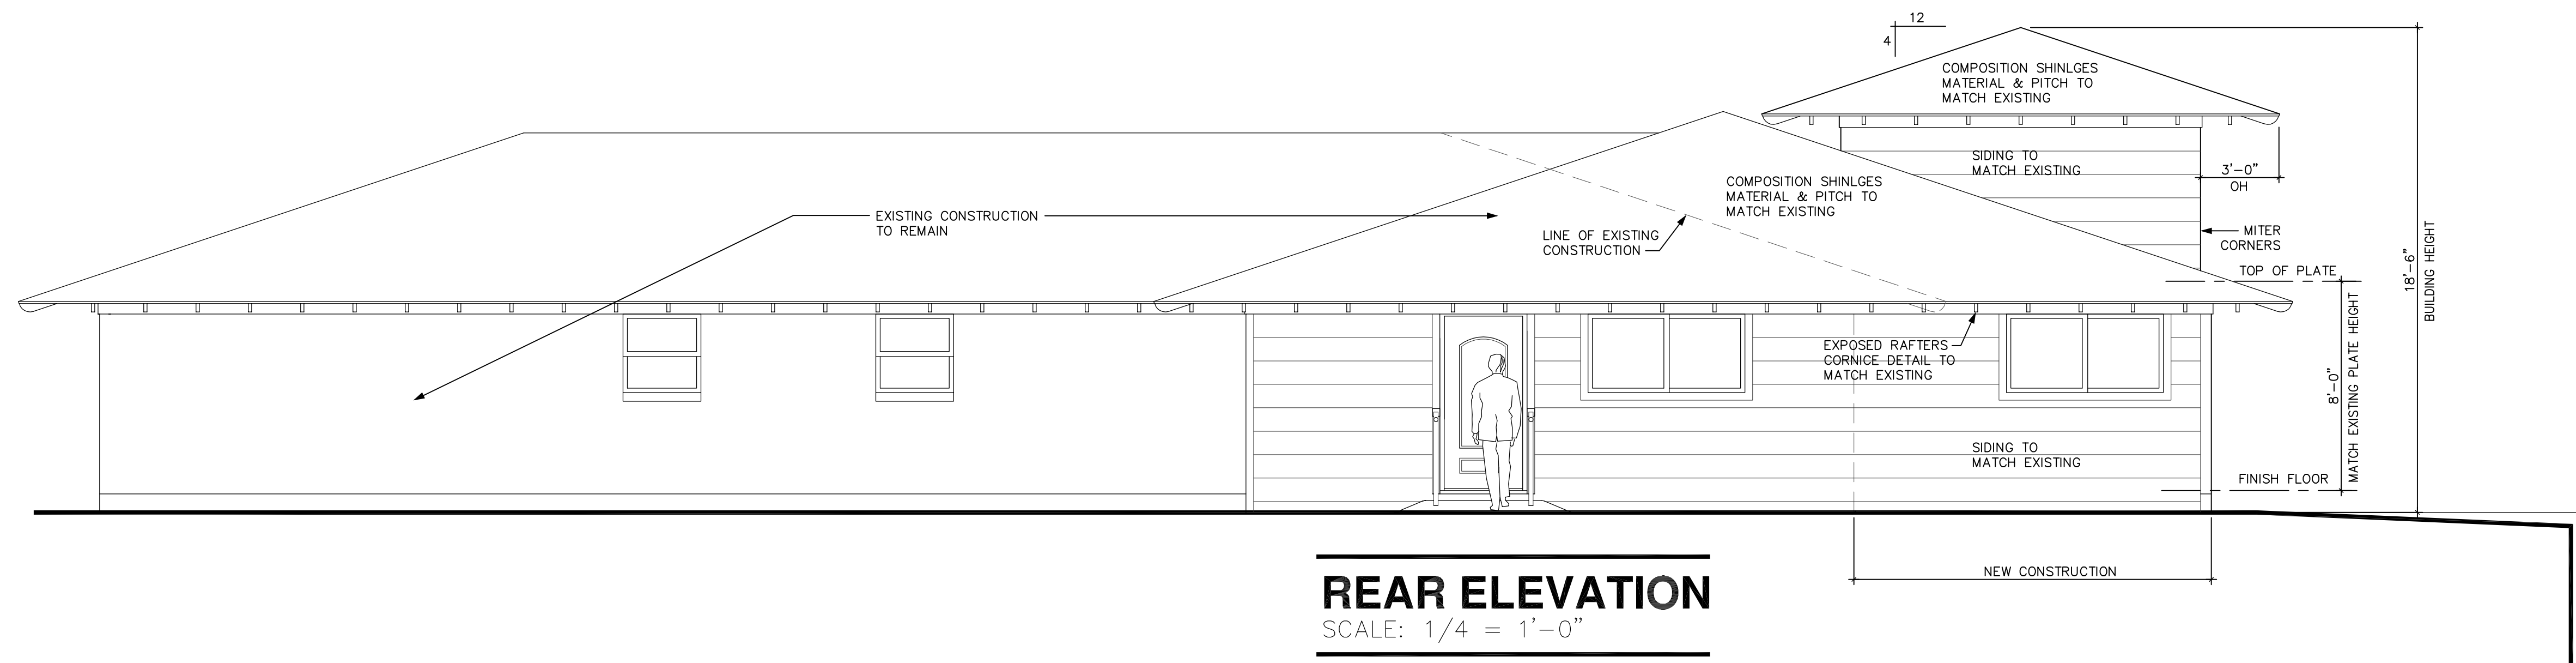 12
4
COMPOSITION SHINLGES
MATERIAL & PITCH TO
MATCH EXISTING
SIDING TO
MATCH EXISTING
3'-0"
OH
COMPOSITION SHINLGES
MATERIAL & PITCH TO
MATCH EXISTING
EXISTING CONSTRUCTION
TO REMAIN
LINE OF EXISTING
CONSTRUCTION
MITER
CORNERS
TOP OF PLATE
18'-6"
BUILDING HEIGHT
EXPOSED RAFTERS
CORNICE DETAIL TO
MATCH EXISTING
8'-0"
MATCH EXISTING PLATE HEIGHT
SIDING TO
MATCH EXISTING
FINISH FLOOR
NEW CONSTRUCTION
REAR ELEVATION
SCALE: 1/4 = 1'-0"